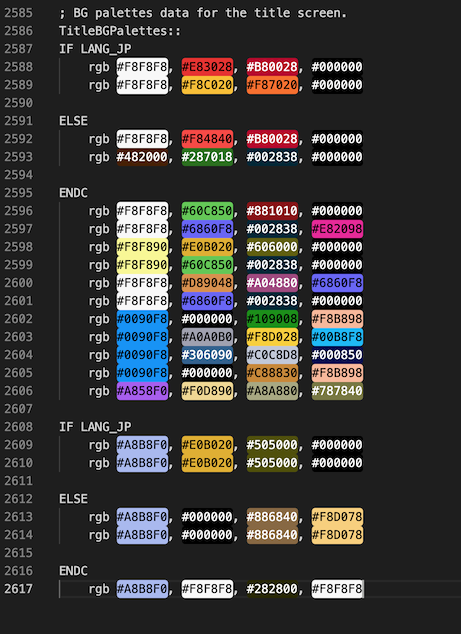 2585 ; BG palettes data for the title screen.
2586 TitleBGPalettes::
2587 IF LANG_JP
2588 rgb #F8F8F8, #E83028, #B80028, #000000
2589 rgb #F8F8F8, #F8C020, #F87020, #000000
2590
2591 ELSE
2592 rgb #F8F8F8, #F84840, #B80028, #000000
2593 rgb #482000, #287018, #002838, #000000
2594
2595 ENDC
2596 rgb #F8F8F8, #60C850, #881010, #000000
2597 rgb #F8F8F8, #6860F8, #002838, #E82098
2598 rgb #F8F890, #E0B020, #606000, #000000
2599 rgb #F8F890, #60C850, #002838, #000000
2600 rgb #F8F8F8, #D89048, #A04880, #6860F8
2601 rgb #F8F8F8, #6860F8, #002838, #000000
2602 rgb #0090F8, #000000, #109008, #F8B898
2603 rgb #0090F8, #A0A0B0, #F8D028, #00B8F8
2604 rgb #0090F8, #306090, #C0C8D8, #000850
2605 rgb #0090F8, #000000, #C88830, #F8B898
2606 rgb #A858F0, #F0D890, #A8A880, #787840
2607
2608 IF LANG_JP
2609 rgb #A8B8F0, #E0B020, #505000, #000000
2610 rgb #A8B8F0, #E0B020, #505000, #000000
2611
2612 ELSE
2613 rgb #A8B8F0, #000000, #886840, #F8D078
2614 rgb #A8B8F0, #000000, #886840, #F8D078
2615
2616 ENDC
2617 rgb #A8B8F0, #F8F8F8, #282800, #F8F8F8